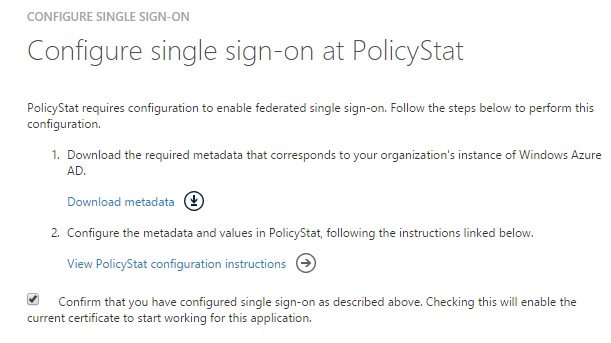 CONFIGURE SINGLE SIGN-ON
Configure single sign-on at PolicyStat
PolicyStat requires configuration to enable federated single sign-on. Follow the steps below to perform this
configuration.
1. Download the required metadata that corresponds to your organization's instance of Windows Azure
AD.
Download metadata
2. Configure the metadata and values in PolicyStat, following the instructions linked below.
View PolicyStat configuration instructions
Confirm that you have configured single sign-on as described above. Checking this will enable the
current certificate to start working for this application.